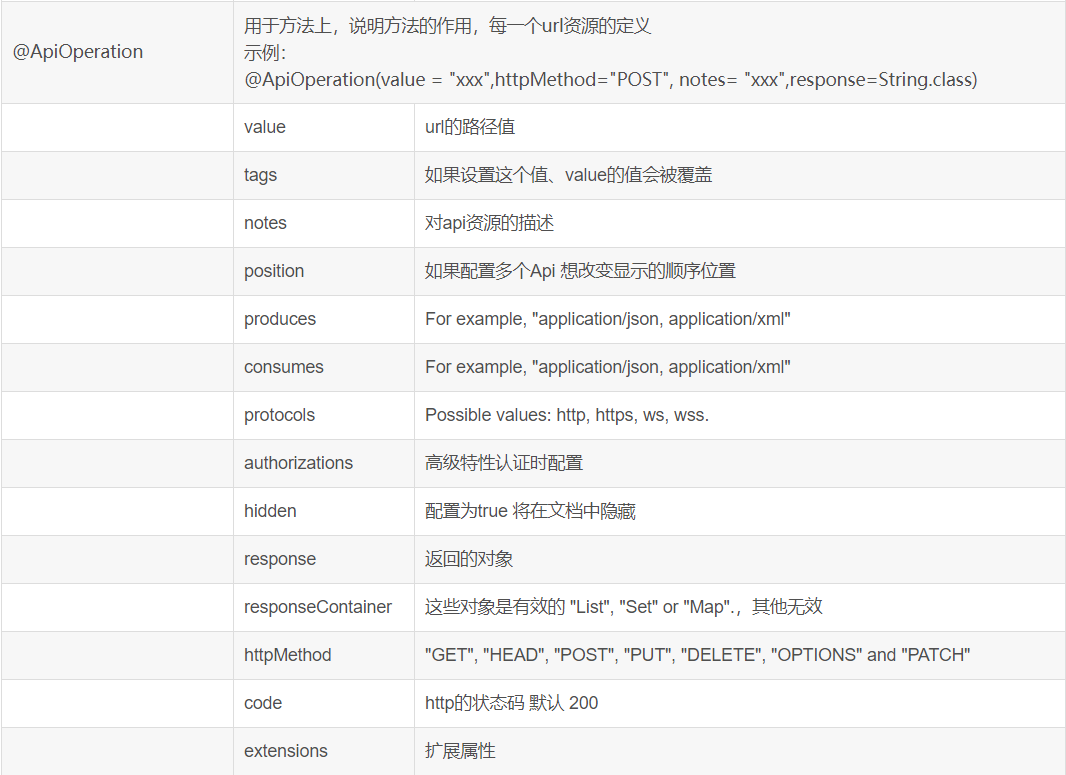 @ApiOperation
用于方法上，说明方法的作用，每一个url资源的定义
示例：
@ApiOperation(value = "xxx",httpMethod="POST", notes= "xxx",response=String.class)
value url的路径值
tags 如果设置这个值、value的值会被覆盖
notes 对api资源的描述
position 如果配置多个Api 想改变显示的顺序位置
produces For example, "application/json, application/xml"
consumes For example, "application/json, application/xml"
protocols Possible values: http, https, ws, wss.
authorizations 高级特性认证时配置
hidden 配置为true 将在文档中隐藏
response 返回的对象
responseContainer 这些对象是有效的 "List", "Set" or "Map".，其他无效
httpMethod "GET", "HEAD", "POST", "PUT", "DELETE", "OPTIONS" and "PATCH"
code http的状态码 默认 200
extensions 扩展属性